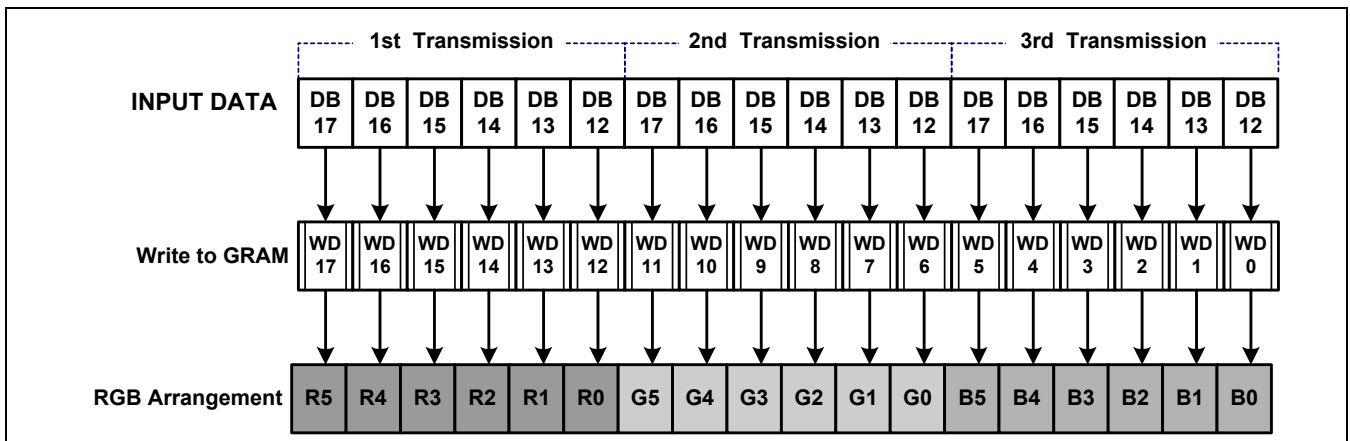 1st Transmission 2nd Transmission 3rd Transmission
INPUT DATA DB 17 DB 16 DB 15 DB 14 DB 13 DB 12 DB 17 DB 16 DB 15 DB 14 DB 13 DB 12 DB 17 DB 16 DB 15 DB 14 DB 13 DB 12
Write to GRAM WD 17 WD 16 WD 15 WD 14 WD 13 WD 12 WD 11 WD 10 WD 9 WD 8 WD 7 WD 6 WD 5 WD 4 WD 3 WD 2 WD 1 WD 0
RGB Arrangement R5 R4 R3 R2 R1 R0 G5 G4 G3 G2 G1 G0 B5 B4 B3 B2 B1 B0